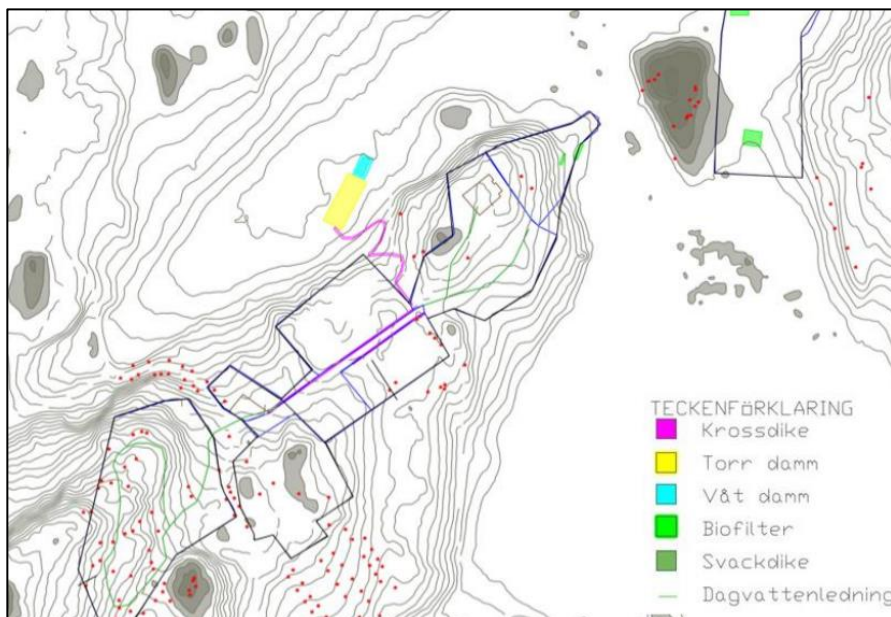 TECKENFÖRKLARING
Krossdike
Torr damm
Våt damm
Biofilter
Svackdike
Dagvattenledning